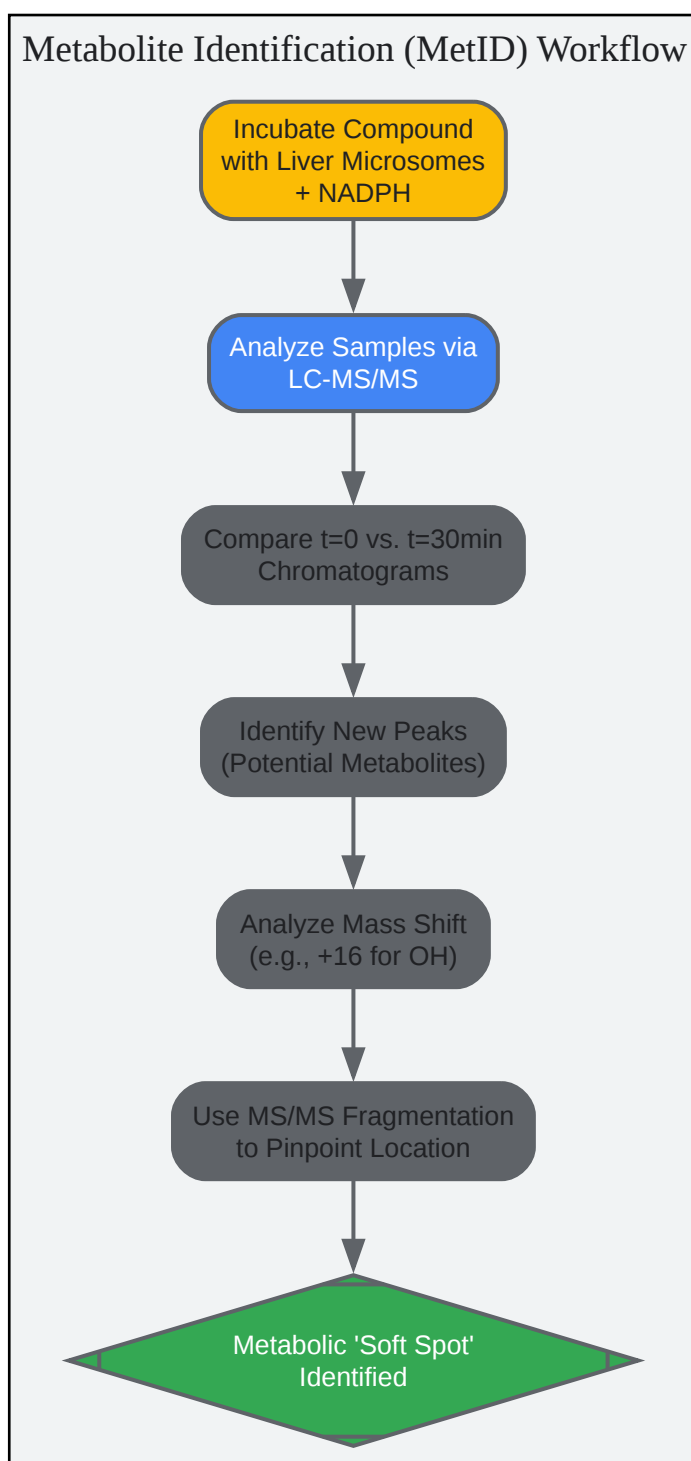 Metabolite Identification (MetID) Workflow
Incubate Compound
with Liver Microsomes
+ NADPH
Analyze Samples via
LC-MS/MS
Compare t=0 vs. t=30min
Chromatograms
Identify New Peaks
(Potential Metabolites)
Analyze Mass Shift
(e.g., +16 for OH)
Use MS/MS Fragmentation
to Pinpoint Location
Metabolic 'Soft Spot'
Identified